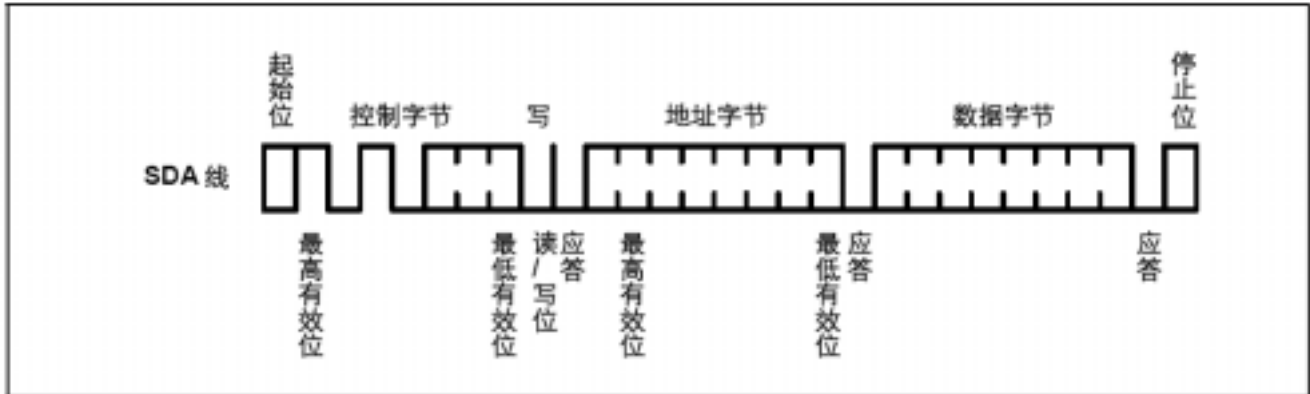 起始位
控制字节
写
地址字节
数据字节
停止位
SDA 线
最高有效位
最低有效位
读/写位
应答
最高有效位
最低有效位
应答
应答